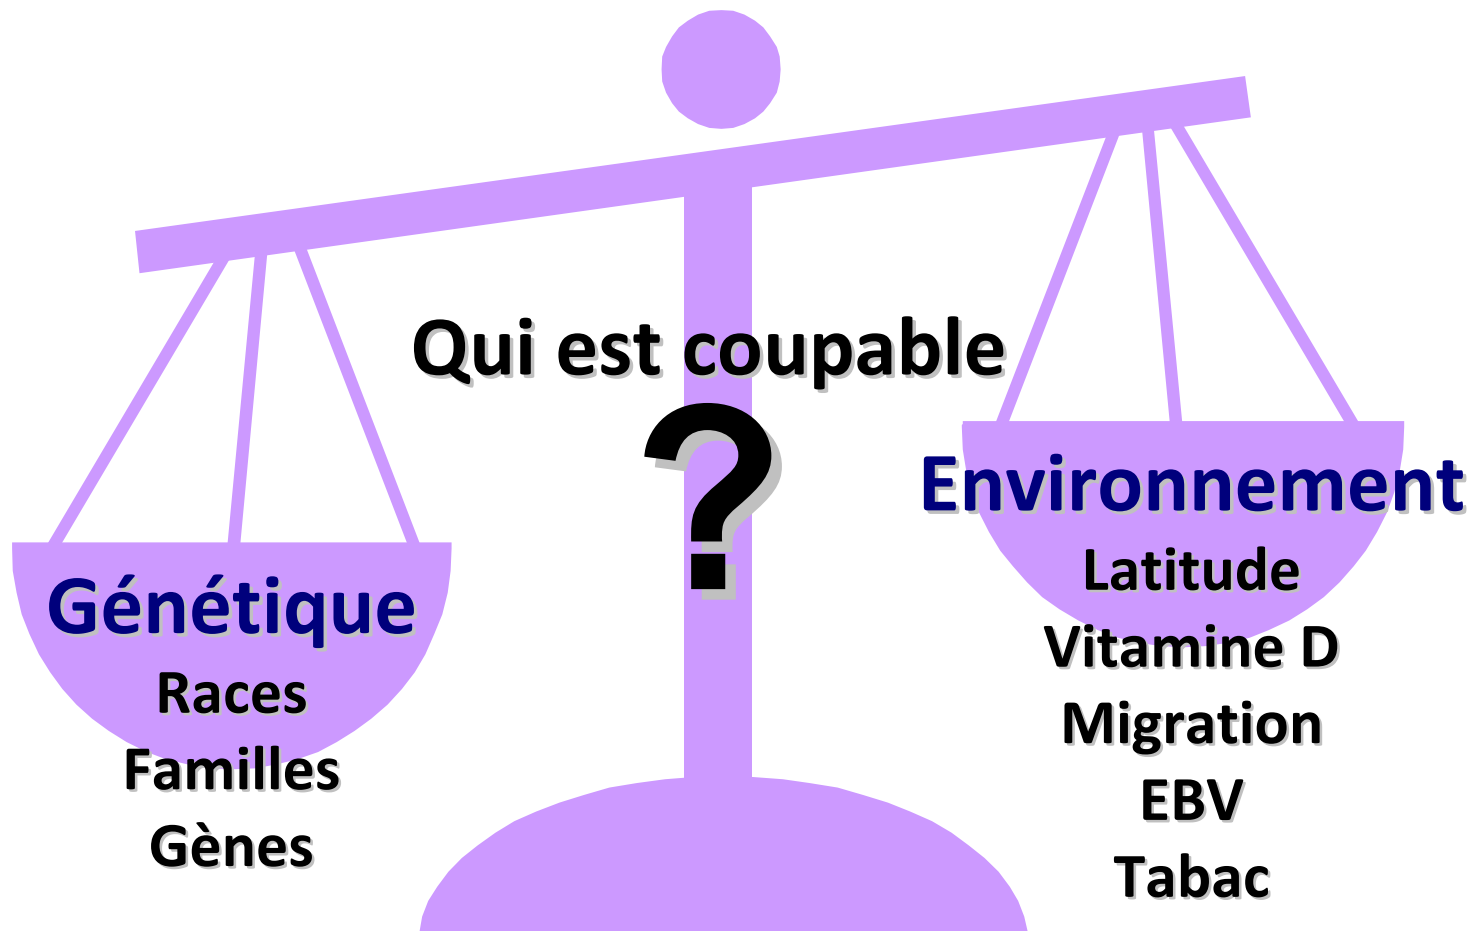 Qui est coupable
?
Génétique
Races
Familles
Gènes
Environnement
Latitude
Vitamine D
Migration
EBV
Tabac